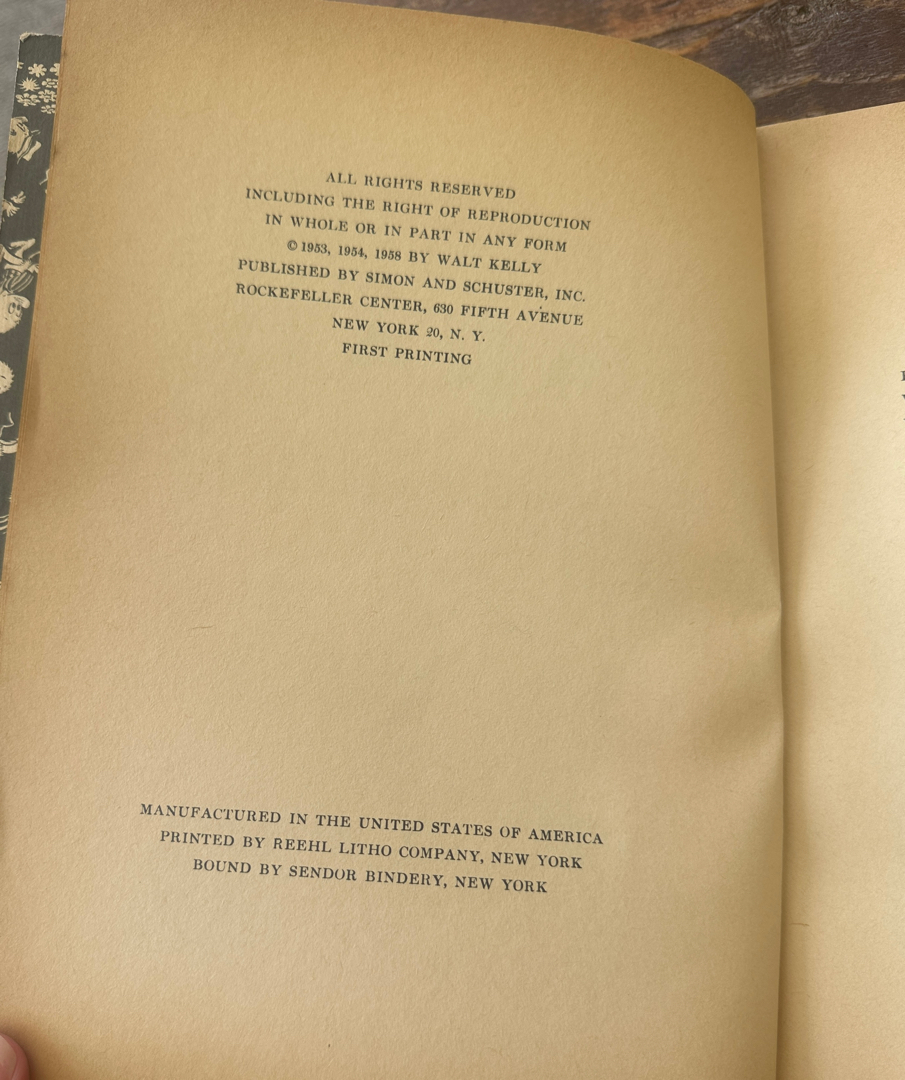 ALL RIGHTS RESERVED
INCLUDING THE RIGHT OF REPRODUCTION
IN WHOLE OR IN PART IN ANY FORM
© 1953, 1954, 1958 BY WALT KELLY
PUBLISHED BY SIMON AND SCHUSTER, INC.
ROCKEFELLER CENTER, 630 FIFTH AVENUE
NEW YORK 20, N. Y.
FIRST PRINTING
MANUFACTURED IN THE UNITED STATES OF AMERICA
PRINTED BY REEHL LITHO COMPANY, NEW YORK
BOUND BY SENDOR BINDERY, NEW YORK